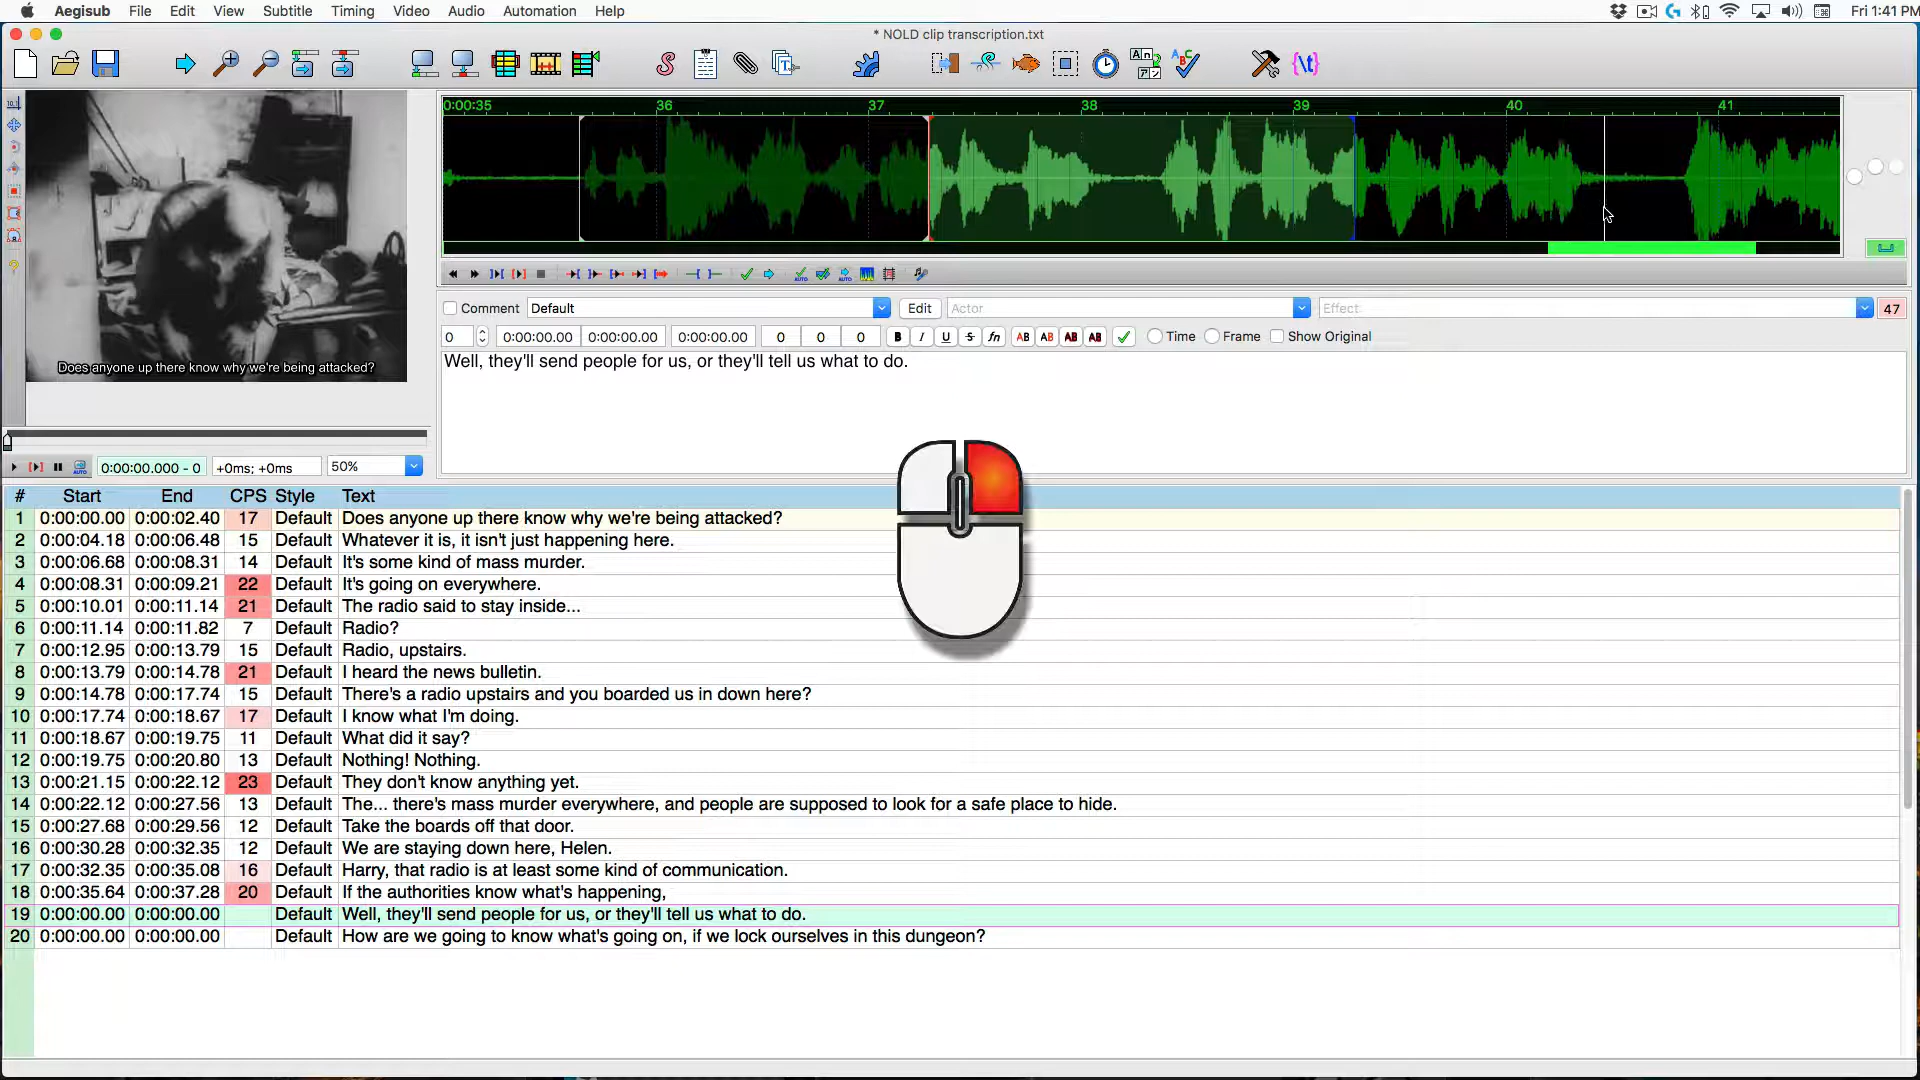 Aegisub File Edit View Subtitle Timing Video Audio Automation Help Fri 1:41 PM
* NOLD clip transcription.txt
0:00:35 36 37 38 39 40 41
Does anyone up there know why we're being attacked?
Comment Default Edit Actor Effect 47
0 0:00:00.00 0:00:00.00 0:00:00.00 0 0 0 B I U S fn AB AB AB AB Time Frame Show Original
Well, they'll send people for us, or they'll tell us what to do.
0:00:00.000 - 0 +0ms; +0ms 50%
# Start End CPS Style Text
1 0:00:00.00 0:00:02.40 17 Default Does anyone up there know why we're being attacked?
2 0:00:04.18 0:00:06.48 15 Default Whatever it is, it isn't just happening here.
3 0:00:06.68 0:00:08.31 14 Default It's some kind of mass murder.
4 0:00:08.31 0:00:09.21 22 Default It's going on everywhere.
5 0:00:10.01 0:00:11.14 21 Default The radio said to stay inside...
6 0:00:11.14 0:00:11.82 7 Default Radio?
7 0:00:12.95 0:00:13.79 15 Default Radio, upstairs.
8 0:00:13.79 0:00:14.78 21 Default I heard the news bulletin.
9 0:00:14.78 0:00:17.74 15 Default There's a radio upstairs and you boarded us in down here?
10 0:00:17.74 0:00:18.67 17 Default I know what I'm doing.
11 0:00:18.67 0:00:19.75 11 Default What did it say?
12 0:00:19.75 0:00:20.80 13 Default Nothing! Nothing.
13 0:00:21.15 0:00:22.12 23 Default They don't know anything yet.
14 0:00:22.12 0:00:27.56 13 Default The... there's mass murder everywhere, and people are supposed to look for a safe place to hide.
15 0:00:27.68 0:00:29.56 12 Default Take the boards off that door.
16 0:00:30.28 0:00:32.35 12 Default We are staying down here, Helen.
17 0:00:32.35 0:00:35.08 16 Default Harry, that radio is at least some kind of communication.
18 0:00:35.64 0:00:37.28 20 Default If the authorities know what's happening,
19 0:00:00.00 0:00:00.00 Default Well, they'll send people for us, or they'll tell us what to do.
20 0:00:00.00 0:00:00.00 Default How are we going to know what's going on, if we lock ourselves in this dungeon?